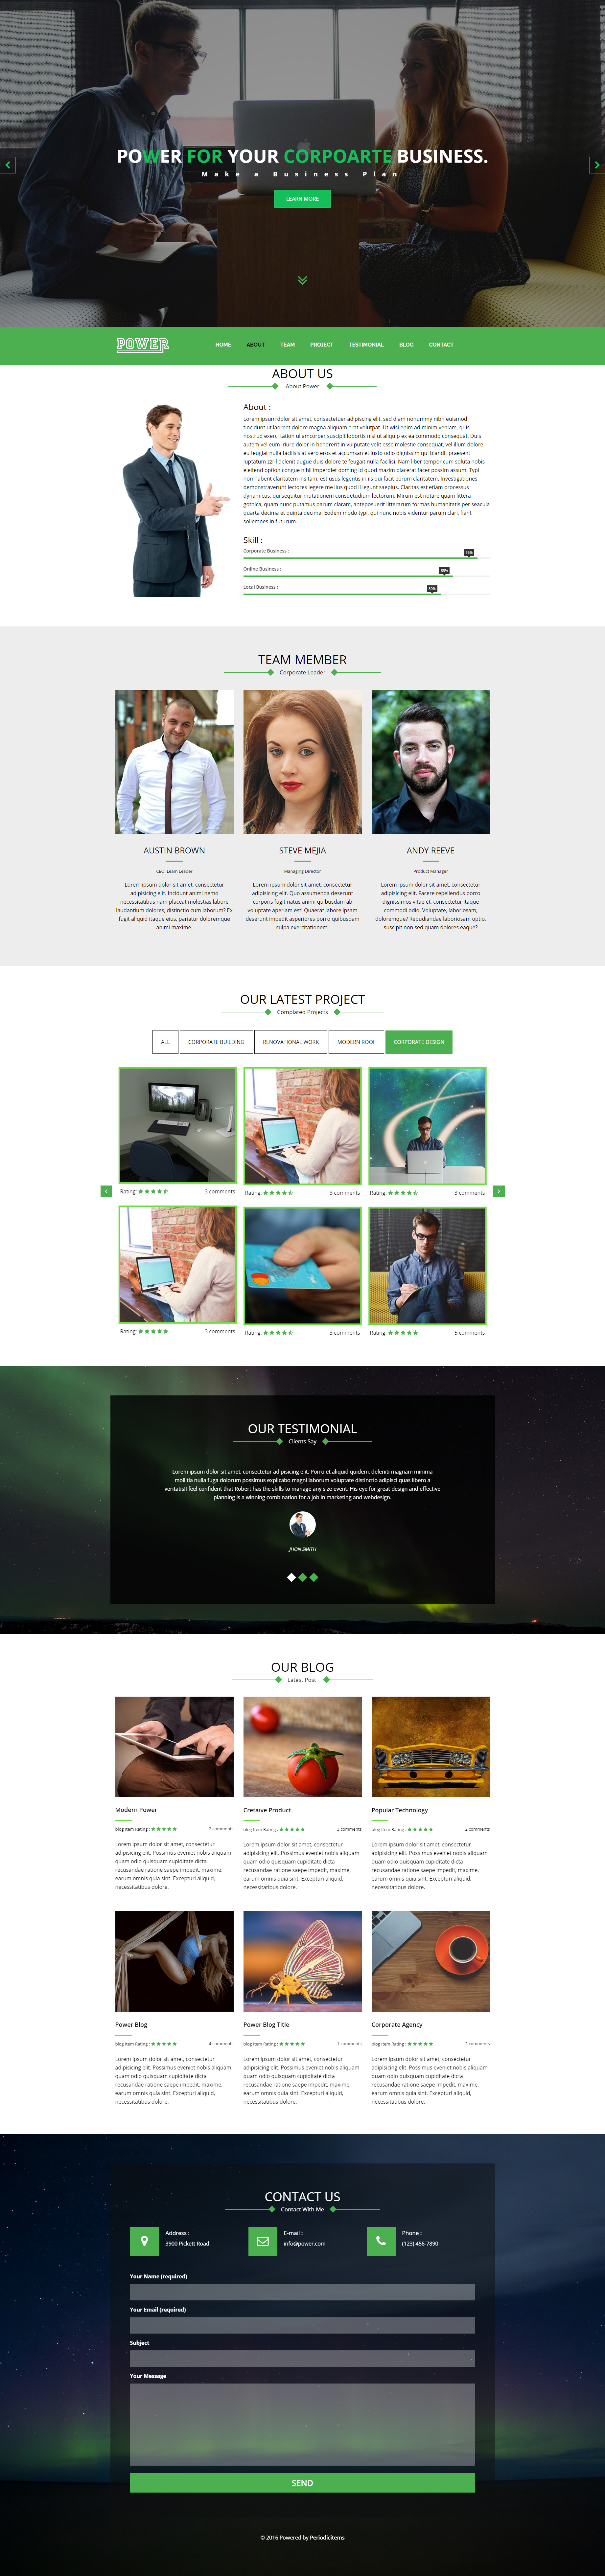 POWER FOR YOUR CORPOARTE BUSINESS.
Make a Business Plan
LEARN MORE
POWER
HOME ABOUT TEAM PROJECT TESTIMONIAL BLOG CONTACT
ABOUT US
About Power
About :
Lorem ipsum dolor sit amet, consectetuer adipiscing elit, sed diam nonummy nibh euismod
tincidunt ut laoreet dolore magna aliquam erat volutpat. Ut wisi enim ad minim veniam, quis
nostrud exerci tation ullamcorper suscipit lobortis nisl ut aliquip ex ea commodo consequat. Duis
autem vel eum iriure dolor in hendrerit in vulputate velit esse molestie consequat, vel illum dolore
eu feugiat nulla facilisis at vero eros et accumsan et iusto odio dignissim qui blandit praesent
luptatum zzril delenit augue duis dolore te feugait nulla facilisi. Nam liber tempor cum soluta nobis
eleifend option congue nihil imperdiet doming id quod mazim placerat facer possim assum. Typi
non habent claritatem insitam; est usus legentis in iis qui facit eorum claritatem. Investigationes
demonstraverunt lectores legere me lius quod ii legunt saepius. Claritas est etiam processus
dynamicus, qui sequitur mutationem consuetudium lectorum. Mirum est notare quam littera
gothica, quam nunc putamus parum claram, anteposuerit litterarum formas humanitatis per seacula
quarta decima et quinta decima. Eodem modo typi, qui nunc nobis videntur parum clari, fiant
sollemnes in futurum.
Skill :
Corporate Business :
95%
Online Business :
85%
Local Business :
80%
TEAM MEMBER
Corporate Leader
AUSTIN BROWN
CEO, Learn Leader
Lorem ipsum dolor sit amet, consectetur
adipisicing elit. Incidunt animi nemo
necessitatibus nam placeat molestias labore
laudantium dolores, distinctio cum laborum? Ex
fugit aliquid itaque eius, pariatur doloremque
animi maxime.
STEVE MEJIA
Managing Director
Lorem ipsum dolor sit amet, consectetur
adipisicing elit. Quo assumenda deserunt
corporis fugit natus animi quibusdam ab
voluptate aperiam est! Quaerat labore ipsam
deserunt impedit asperiores porro quibusdam
culpa exercitationem.
ANDY REEVE
Product Manager
Lorem ipsum dolor sit amet, consectetur
adipisicing elit. Facere repellendus porro
dignissimos vitae et, consectetur itaque
commodi odio. Voluptate, laboriosam,
doloremque? Repudiandae laboriosam optio,
suscipit non sed quam dolores eaque?
OUR LATEST PROJECT
Complated Projects
ALL CORPORATE BUILDING RENOVATIONAL WORK MODERN ROOF CORPORATE DESIGN
Rating: 3 comments
Rating: 3 comments
Rating: 3 comments
Rating: 3 comments
Rating: 3 comments
Rating: 5 comments
OUR TESTIMONIAL
Clients Say
Lorem ipsum dolor sit amet, consectetur adipisicing elit. Porro et aliquid quidem, deleniti magnum minima
mollitia nulla fuga dolorum possimus explicabo magni laborum voluptate distinctio adipisci quas libero a
veritatisII feel confident that Robert has the skills to manage any size event. His eye for great design and effective
planning is a winning combination for a job in marketing and webdesign.
JHON SMITH
OUR BLOG
Latest Post
Modern Power
blog Item Rating : 2 comments
Lorem ipsum dolor sit amet, consectetur
adipisicing elit. Possimus eveniet nobis aliquam
quam odio quisquam cupiditate dicta
recusandae ratione saepe impedit, maxime,
earum omnis quia sint. Excepturi aliquid,
necessitatibus dolore.
Cretaive Product
blog Item Rating : 3 comments
Lorem ipsum dolor sit amet, consectetur
adipisicing elit. Possimus eveniet nobis aliquam
quam odio quisquam cupiditate dicta
recusandae ratione saepe impedit, maxime,
earum omnis quia sint. Excepturi aliquid,
necessitatibus dolore.
Popular Technology
blog Item Rating : 2 comments
Lorem ipsum dolor sit amet, consectetur
adipisicing elit. Possimus eveniet nobis aliquam
quam odio quisquam cupiditate dicta
recusandae ratione saepe impedit, maxime,
earum omnis quia sint. Excepturi aliquid,
necessitatibus dolore.
Power Blog
blog Item Rating : 4 comments
Lorem ipsum dolor sit amet, consectetur
adipisicing elit. Possimus eveniet nobis aliquam
quam odio quisquam cupiditate dicta
recusandae ratione saepe impedit, maxime,
earum omnis quia sint. Excepturi aliquid,
necessitatibus dolore.
Power Blog Title
blog Item Rating : 1 comments
Lorem ipsum dolor sit amet, consectetur
adipisicing elit. Possimus eveniet nobis aliquam
quam odio quisquam cupiditate dicta
recusandae ratione saepe impedit, maxime,
earum omnis quia sint. Excepturi aliquid,
necessitatibus dolore.
Corporate Agency
blog Item Rating : 2 comments
Lorem ipsum dolor sit amet, consectetur
adipisicing elit. Possimus eveniet nobis aliquam
quam odio quisquam cupiditate dicta
recusandae ratione saepe impedit, maxime,
earum omnis quia sint. Excepturi aliquid,
necessitatibus dolore.
CONTACT US
Contact With Me
Address :
3900 Pickett Road
E-mail :
info@power.com
Phone :
(123) 456-7890
Your Name (required)
Your Email (required)
Subject
Your Message
SEND
© 2016 Powered by Periodicitems